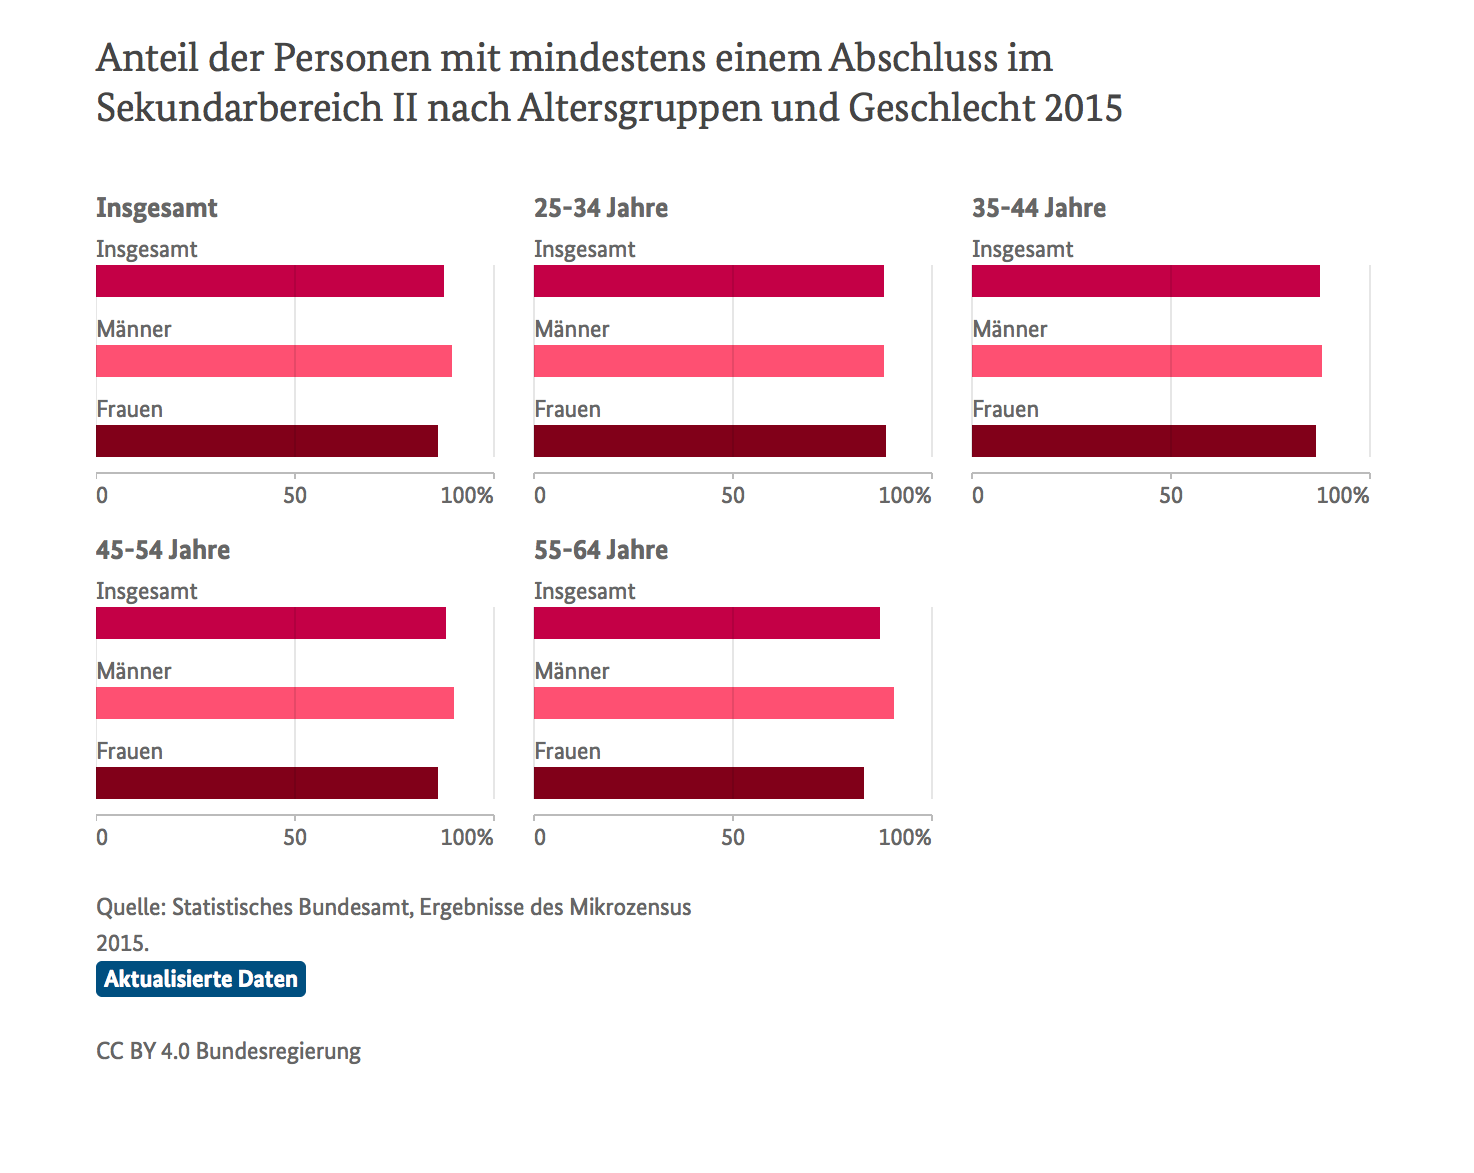 Anteil der Personen mit mindestens einem Abschluss im
Sekundarbereich II nach Altersgruppen und Geschlecht 2015
Insgesamt
Insgesamt
Männer
Frauen
0 50 100%
25-34 Jahre
Insgesamt
Männer
Frauen
0 50 100%
35-44 Jahre
Insgesamt
Männer
Frauen
0 50 100%
45-54 Jahre
Insgesamt
Männer
Frauen
0 50 100%
55-64 Jahre
Insgesamt
Männer
Frauen
0 50 100%
Quelle: Statistisches Bundesamt, Ergebnisse des Mikrozensus
2015.
Aktualisierte Daten
CC BY 4.0 Bundesregierung